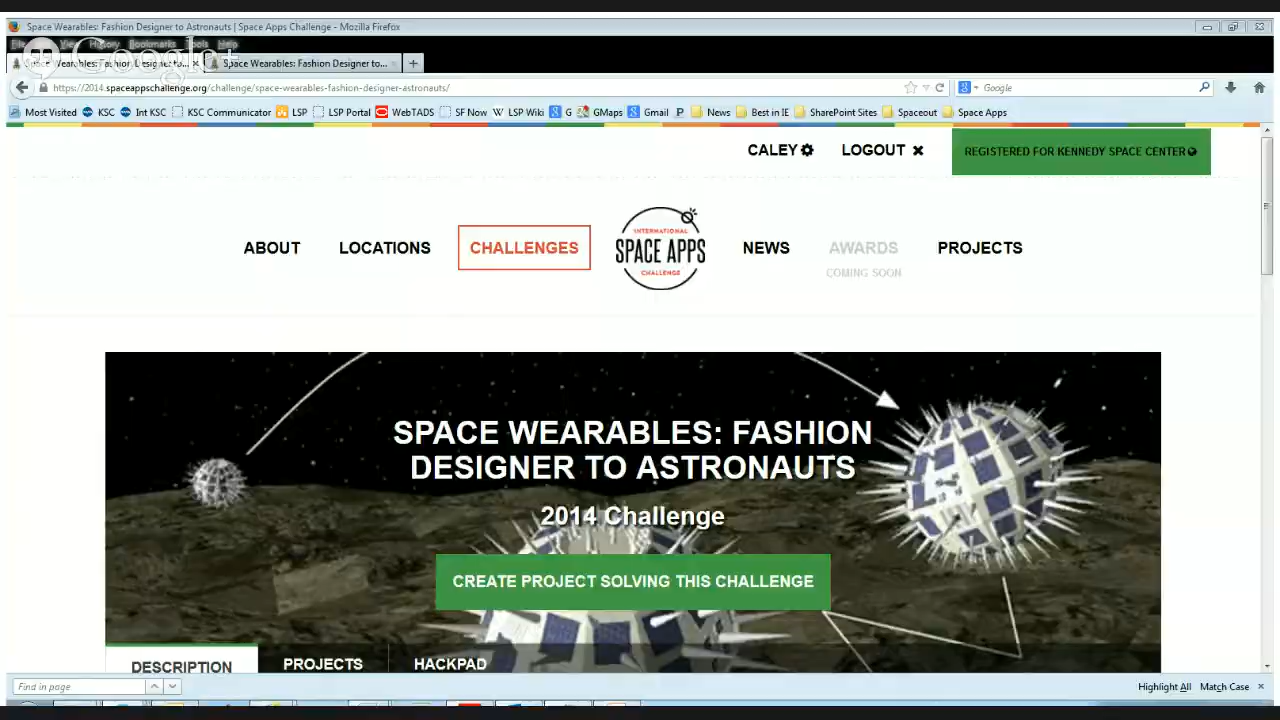 Space Wearables: Fashion Designer to Astronauts | Space Apps Challenge - Mozilla Firefox
File View History Bookmarks Tools Help
Google+
Space Wearables: Fashion Designer to... Space Wearables: Fashion Designer to...
https://2014.spaceappschallenge.org/challenge/space-wearables-fashion-designer-astronauts/
Google
Most Visited KSC Int KSC KSC Communicator LSP LSP Portal WebTADS SF Now LSP Wiki G GMaps Gmail News Best in IE SharePoint Sites Spaceout Space Apps
CALEY LOGOUT REGISTERED FOR KENNEDY SPACE CENTER
ABOUT LOCATIONS CHALLENGES
INTERNATIONAL
SPACE APPS
CHALLENGE
NEWS AWARDS PROJECTS
COMING SOON
SPACE WEARABLES: FASHION
DESIGNER TO ASTRONAUTS
2014 Challenge
CREATE PROJECT SOLVING THIS CHALLENGE
DESCRIPTION PROJECTS HACKPAD
Find in page
Highlight All Match Case